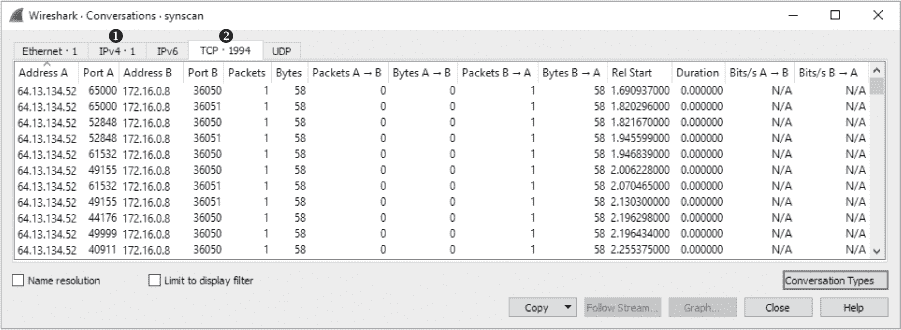 Wireshark · Conversations · synscan
❶ ❷
Ethernet · 1 IPv4 · 1 IPv6 TCP · 1994 UDP
Address A Port A Address B Port B Packets Bytes Packets A → B Bytes A → B Packets B → A Bytes B → A Rel Start Duration Bits/s A → B Bits/s B → A
64.13.134.52 65000 172.16.0.8 36050 1 58 0 0 1 58 1.690937000 0.000000 N/A N/A
64.13.134.52 65000 172.16.0.8 36051 1 58 0 0 1 58 1.820296000 0.000000 N/A N/A
64.13.134.52 52848 172.16.0.8 36050 1 58 0 0 1 58 1.821670000 0.000000 N/A N/A
64.13.134.52 52848 172.16.0.8 36051 1 58 0 0 1 58 1.945599000 0.000000 N/A N/A
64.13.134.52 61532 172.16.0.8 36050 1 58 0 0 1 58 1.946839000 0.000000 N/A N/A
64.13.134.52 49155 172.16.0.8 36050 1 58 0 0 1 58 2.006228000 0.000000 N/A N/A
64.13.134.52 61532 172.16.0.8 36051 1 58 0 0 1 58 2.070465000 0.000000 N/A N/A
64.13.134.52 49155 172.16.0.8 36051 1 58 0 0 1 58 2.130300000 0.000000 N/A N/A
64.13.134.52 44176 172.16.0.8 36050 1 58 0 0 1 58 2.196298000 0.000000 N/A N/A
64.13.134.52 49999 172.16.0.8 36050 1 58 0 0 1 58 2.196434000 0.000000 N/A N/A
64.13.134.52 40911 172.16.0.8 36050 1 58 0 0 1 58 2.255375000 0.000000 N/A N/A
Name resolution Limit to display filter Conversation Types
Copy Follow Stream... Graph... Close Help